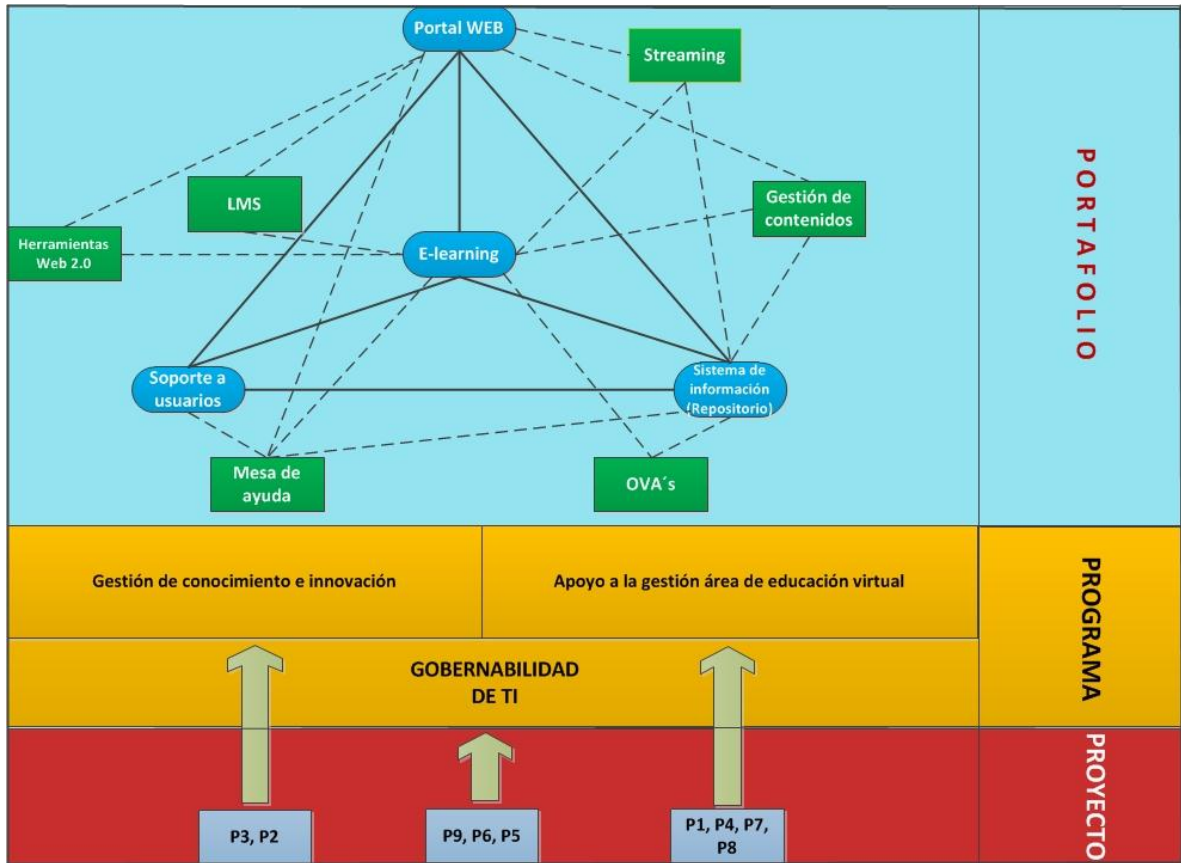 Portal WEB
Streaming
LMS
Gestión de
contenidos
Herramientas
Web 2.0
E-learning
Soporte a
usuarios
Sistema de
información
(Repositorio)
Mesa de
ayuda
OVA´s
PORTAFOLIO
Gestión de conocimiento e innovación
Apoyo a la gestión área de educación virtual
GOBERNABILIDAD
DE TI
PROGRAMA
P3, P2
P9, P6, P5
P1, P4, P7,
P8
PROYECTO